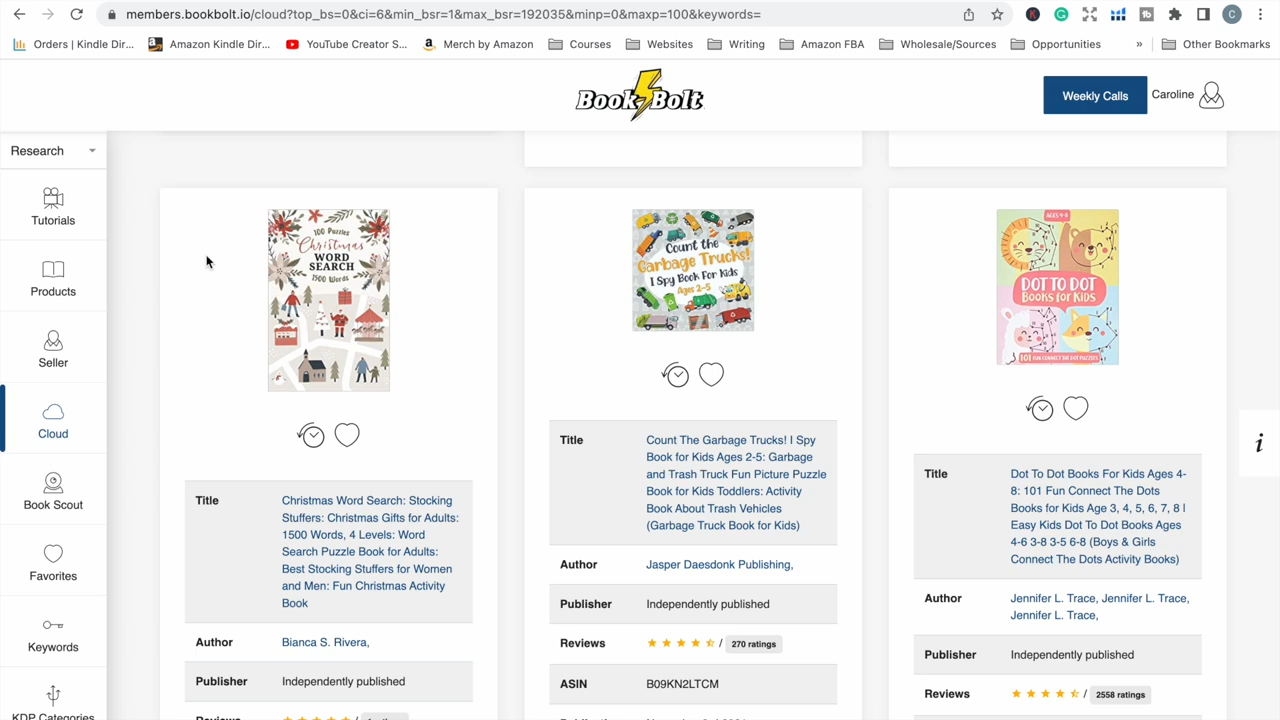 members.bookbolt.io/cloud?top_bs=0&ci=6&min_bsr=1&max_bsr=192035&minp=0&maxp=100&keywords=
C
Orders | Kindle Dir...
Amazon Kindle Dir...
YouTube Creator S...
Merch by Amazon
Courses
Websites
Writing
Amazon FBA
Wholesale/Sources
Opportunities
»
Other Bookmarks
Book Bolt
Weekly Calls
Caroline
Research
Tutorials
Products
Seller
Cloud
Book Scout
Favorites
Keywords
KDP Categories
100 Puzzles
Christmas
WORD
SEARCH
1500 Words
Title
Christmas Word Search: Stocking
Stuffers: Christmas Gifts for Adults:
1500 Words, 4 Levels: Word
Search Puzzle Book for Adults:
Best Stocking Stuffers for Women
and Men: Fun Christmas Activity
Book
Author
Bianca S. Rivera,
Publisher
Independently published
Reviews
Count the
Garbage Trucks!
I Spy Book For Kids
Ages 2-5
Title
Count The Garbage Trucks! I Spy
Book for Kids Ages 2-5: Garbage
and Trash Truck Fun Picture Puzzle
Book for Kids Toddlers: Activity
Book About Trash Vehicles
(Garbage Truck Book for Kids)
Author
Jasper Daesdonk Publishing,
Publisher
Independently published
Reviews
/ 270 ratings
ASIN
B09KN2LTCM
AGES 4-8
DOT TO DOT
Books for Kids
101 FUN CONNECT THE DOT PUZZLES
Title
Dot To Dot Books For Kids Ages 4-
8: 101 Fun Connect The Dots
Books for Kids Age 3, 4, 5, 6, 7, 8 |
Easy Kids Dot To Dot Books Ages
4-6 3-8 3-5 6-8 (Boys & Girls
Connect The Dots Activity Books)
Author
Jennifer L. Trace, Jennifer L. Trace,
Jennifer L. Trace,
Publisher
Independently published
Reviews
/ 2558 ratings
i